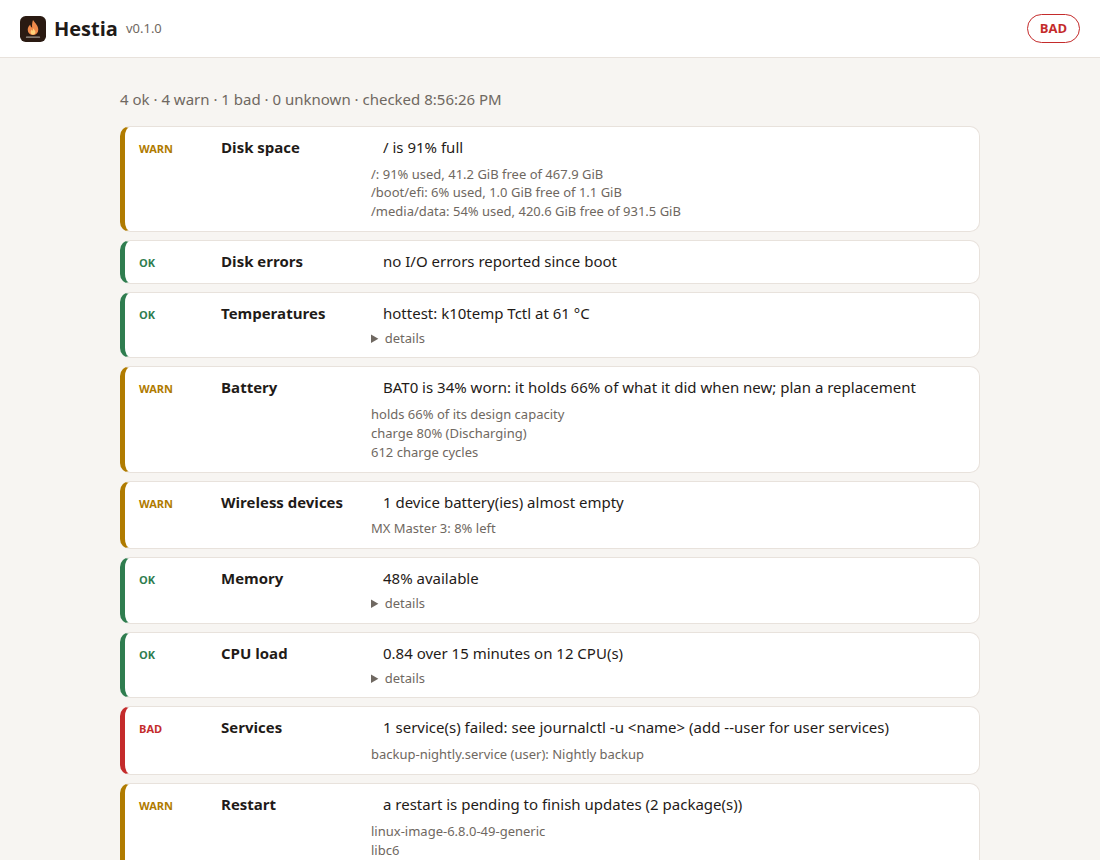 Hestia v0.1.0 BAD
4 ok · 4 warn · 1 bad · 0 unknown · checked 8:56:26 PM
WARN Disk space / is 91% full
/: 91% used, 41.2 GiB free of 467.9 GiB
/boot/efi: 6% used, 1.0 GiB free of 1.1 GiB
/media/data: 54% used, 420.6 GiB free of 931.5 GiB
OK Disk errors no I/O errors reported since boot
OK Temperatures hottest: k10temp Tctl at 61 °C
details
WARN Battery BAT0 is 34% worn: it holds 66% of what it did when new; plan a replacement
holds 66% of its design capacity
charge 80% (Discharging)
612 charge cycles
WARN Wireless devices 1 device battery(ies) almost empty
MX Master 3: 8% left
OK Memory 48% available
details
OK CPU load 0.84 over 15 minutes on 12 CPU(s)
details
BAD Services 1 service(s) failed: see journalctl -u <name> (add --user for user services)
backup-nightly.service (user): Nightly backup
WARN Restart a restart is pending to finish updates (2 package(s))
linux-image-6.8.0-49-generic
libc6